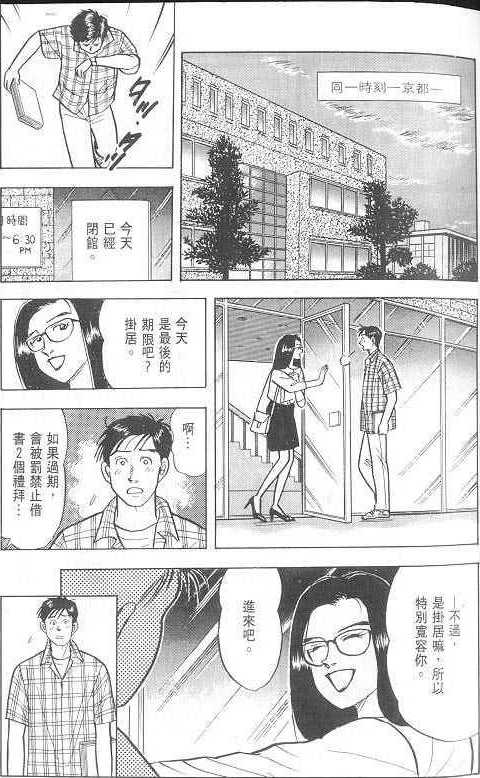 同一時刻—京都—
ダッ
ダッ
今天
已經
閉館。
時間
~6:30
PM
今天
是最後的
期限吧？
掛居。
啊…
如果過期，
會被罰禁止借
書2個禮拜…
—不過，
是掛居嘛，所以
特別寬容你。
進來吧。